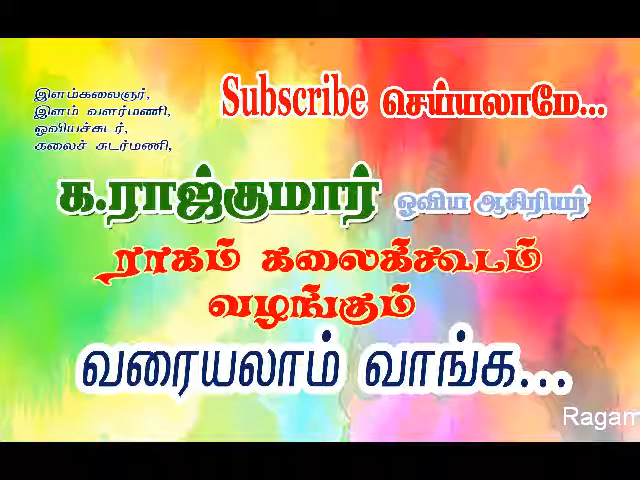 Subscribe செய்யலாமே...
இளம்கலைஞர்,
இளம் வளர்மணி,
ஓவியச்சுடர்,
கலைச் சுடர்மணி,
க.ராஜ்குமார் ஓவிய ஆசிரியர்
ராகம் கலைக்கூடம்
வழங்கும்
வரையலாம் வாங்க...
Ragam